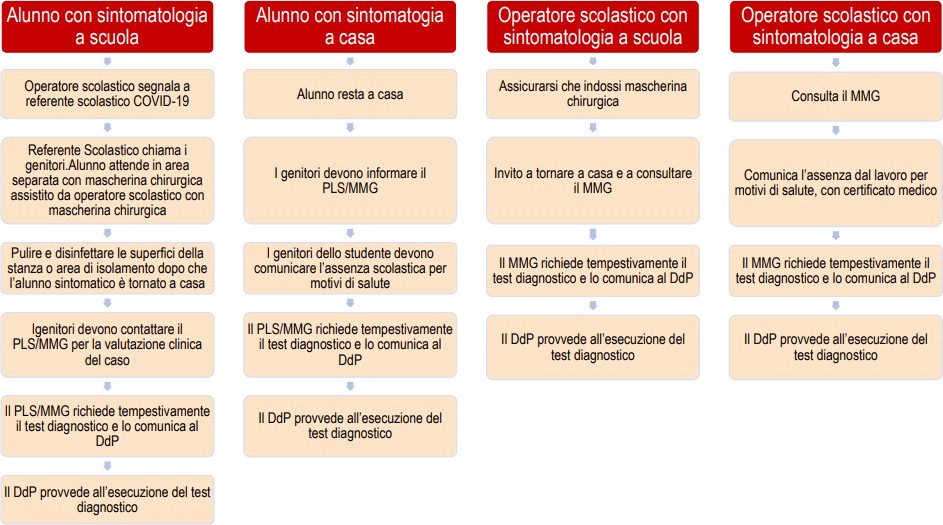 Alunno con sintomatologia
a scuola
Operatore scolastico segnala a
referente scolastico COVID-19
Referente Scolastico chiama i
genitori.Alunno attende in area
separata con mascherina chirurgica
assistito da operatore scolastico con
mascherina chirurgica
Pulire e disinfettare le superfici della
stanza o area di isolamento dopo che
l'alunno sintomatico è tornato a casa
Igenitori devono contattare il
PLS/MMG per la valutazione clinica
del caso
Il PLS/MMG richiede tempestivamente
il test diagnostico e lo comunica al
DdP
Il DdP provvede all'esecuzione del test
diagnostico
Alunno con sintomatogia
a casa
Alunno resta a casa
I genitori devono informare il
PLS/MMG
I genitori dello studente devono
comunicare l'assenza scolastica per
motivi di salute
Il PLS/MMG richiede tempestivamente
il test diagnostico e lo comunica al
DdP
Il DdP provvede all'esecuzione del
test diagnostico
Operatore scolastico con
sintomatologia a scuola
Assicurarsi che indossi mascherina
chirurgica
Invito a tornare a casa e a consultare
il MMG
Il MMG richiede tempestivamente il
test diagnostico e lo comunica al DdP
Il DdP provvede all'esecuzione del
test diagnostico
Operatore scolastico con
sintomatologia a casa
Consulta il MMG
Comunica l'assenza dal lavoro per
motivi di salute, con certificato medico
Il MMG richiede tempestivamente il
test diagnostico e lo comunica al DdP
Il DdP provvede all'esecuzione del
test diagnostico